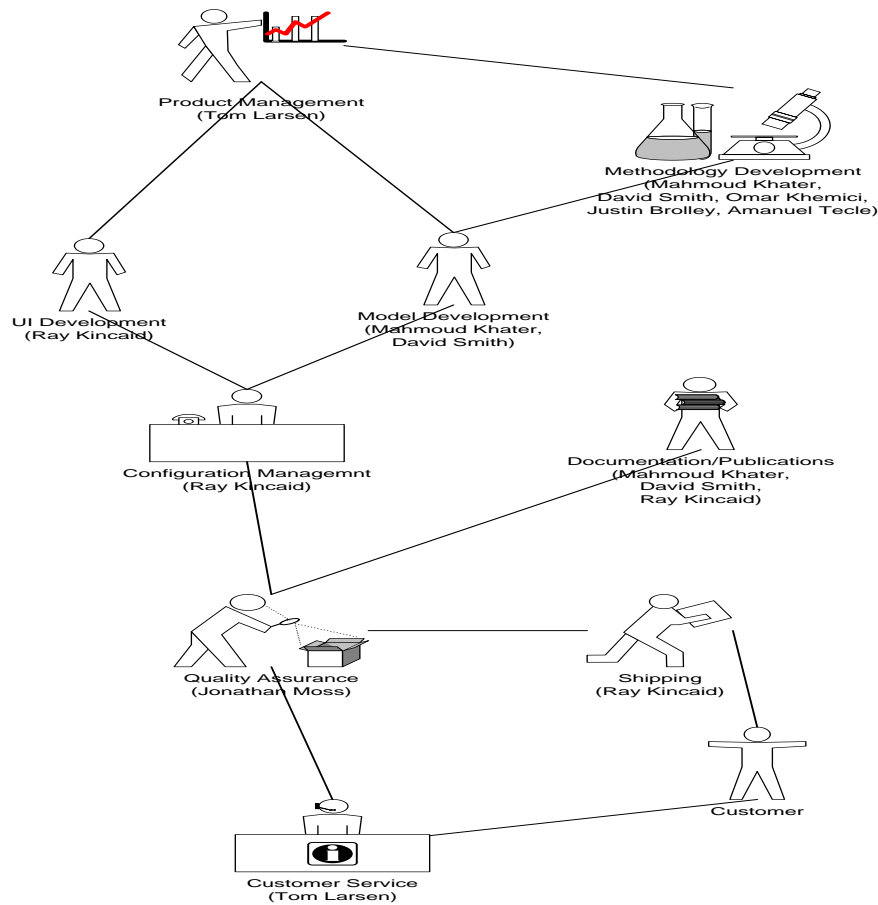 Product Management
(Tom Larsen)
Methodology Development
(Mahmoud Khater,
David Smith, Omar Khemici,
Justin Brolley, Amanuel Tecle)
UI Development
(Ray Kincaid)
Model Development
(Mahmoud Khater,
David Smith)
Configuration Managemnt
(Ray Kincaid)
Documentation/Publications
(Mahmoud Khater,
David Smith,
Ray Kincaid)
Quality Assurance
(Jonathan Moss)
Shipping
(Ray Kincaid)
Customer
Customer Service
(Tom Larsen)